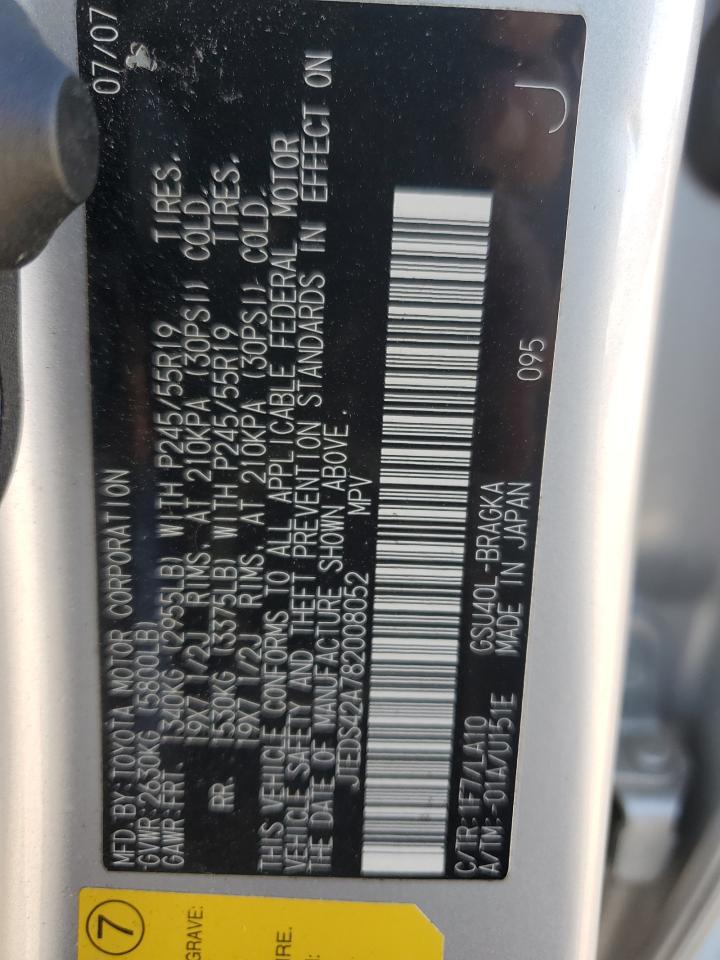 MFD.BY:TOYOTA MOTOR CORPORATION 07/07
GVWR:2630KG (5800LB)
GAWR:FRT. 1340KG (2955LB) WITH P245/55R19 TIRES.
19X7 1/2J RIMS, AT 210KPA (30PSI) COLD.
RR. 1530KG (3375LB) WITH P245/55R19 TIRES.
19X7 1/2J RIMS, AT 210KPA (30PSI) COLD.
THIS VEHICLE CONFORMS TO ALL APPLICABLE FEDERAL MOTOR
VEHICLE SAFETY AND THEFT PREVENTION STANDARDS IN EFFECT ON
THE DATE OF MANUFACTURE SHOWN ABOVE.
JTEDS42A782008052 MPV
C/TR:1F7/LA10 GSU40L-BRAGKA 095 J
A/TM:-01A/U151E MADE IN JAPAN
7
GRAVE:
IRE.